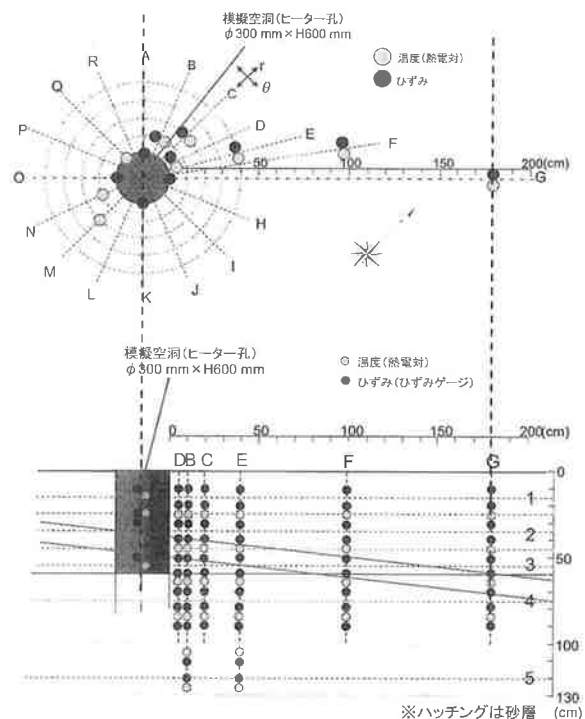 模擬空洞(ヒーター孔)
φ300 mm×H600 mm
温度(熱電対)
ひずみ
r
θ
A
B
C
D
E
F
G
H
I
J
K
L
M
N
O
P
Q
R
0 50 100 150 200(cm)
模擬空洞(ヒーター孔)
φ300 mm×H600 mm
温度(熱電対)
ひずみ(ひずみゲージ)
0 50 100 150 200(cm)
D B C E F G
0
1
2
50
3
4
100
5
130
※ハッチングは砂層 (cm)